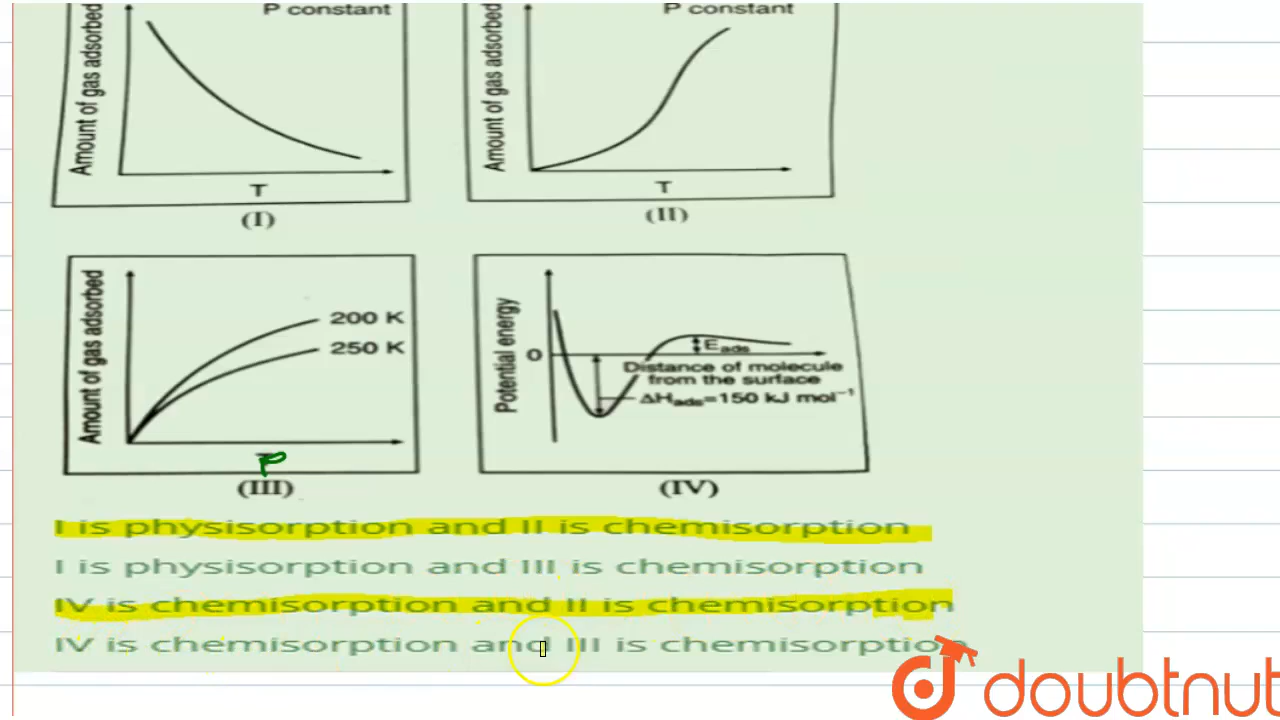 P constant
Amount of gas adsorbed
T
(I)
P constant
Amount of gas adsorbed
T
(II)
Amount of gas adsorbed
200 K
250 K
P
(III)
Potential energy
0
E ads
Distance of molecule
from the surface
ΔH ads=150 kJ mol⁻¹
(IV)
I is physisorption and II is chemisorption
I is physisorption and III is chemisorption
IV is chemisorption and II is chemisorption
IV is chemisorption and III is chemisorption
doubtnut